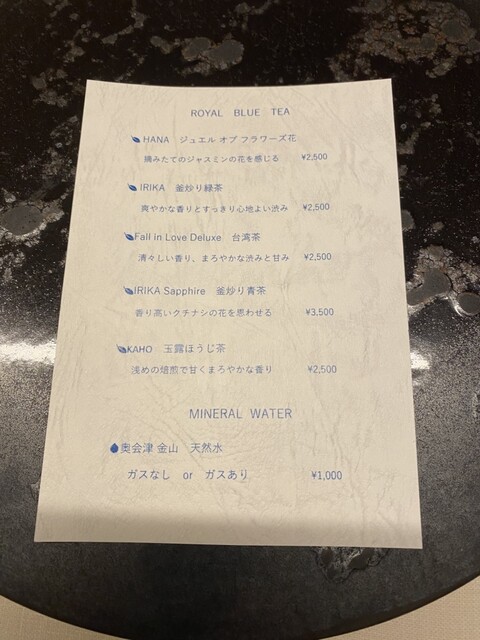 ROYAL BLUE TEA
HANA ジュエル オブ フラワーズ花
摘みたてのジャスミンの花を感じる ¥2,500
IRIKA 釜炒り緑茶
爽やかな香りとすっきり心地よい渋み ¥2,500
Fall in Love Deluxe 台湾茶
清々しい香り、まろやかな渋みと甘み ¥2,500
IRIKA Sapphire 釜炒り青茶
香り高いクチナシの花を思わせる ¥3,500
KAHO 玉露ほうじ茶
浅めの焙煎で甘くまろやかな香り ¥2,500
MINERAL WATER
奥会津 金山 天然水
ガスなし or ガスあり ¥1,000